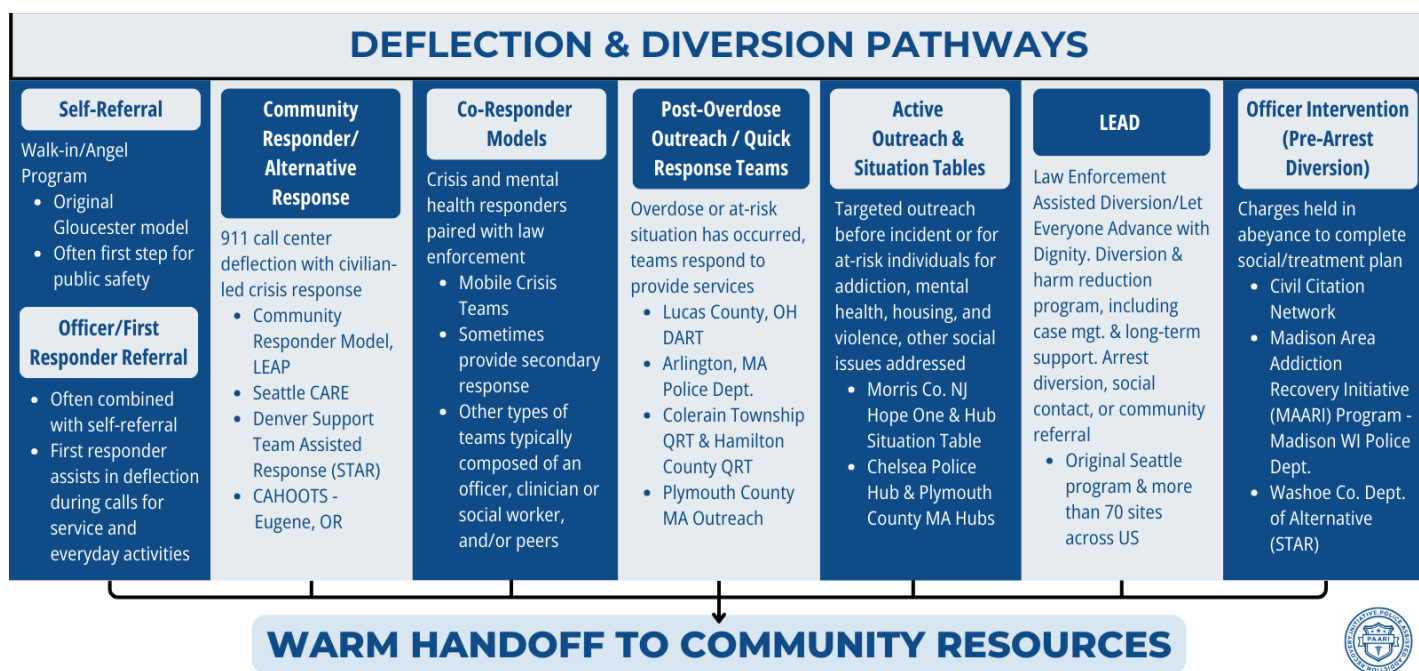 DEFLECTION & DIVERSION PATHWAYS
Self-Referral
Walk-in/Angel
Program
• Original
Gloucester model
• Often first step for
public safety
Officer/First
Responder Referral
• Often combined
with self-referral
• First responder
assists in deflection
during calls for
service and
everyday activities
Community
Responder/
Alternative
Response
911 call center
deflection with civilian-
led crisis response
• Community
Responder Model,
LEAP
• Seattle CARE
• Denver Support
Team Assisted
Response (STAR)
• CAHOOTS -
Eugene, OR
Co-Responder
Models
Crisis and mental
health responders
paired with law
enforcement
• Mobile Crisis
Teams
• Sometimes
provide secondary
response
• Other types of
teams typically
composed of an
officer, clinician or
social worker,
and/or peers
Post-Overdose
Outreach / Quick
Response Teams
Overdose or at-risk
situation has occurred,
teams respond to
provide services
• Lucas County, OH
DART
• Arlington, MA
Police Dept.
• Colerain Township
QRT & Hamilton
County QRT
• Plymouth County
MA Outreach
Active
Outreach &
Situation Tables
Targeted outreach
before incident or for
at-risk individuals for
addiction, mental
health, housing, and
violence, other social
issues addressed
• Morris Co. NJ
Hope One & Hub
Situation Table
• Chelsea Police
Hub & Plymouth
County MA Hubs
LEAD
Law Enforcement
Assisted Diversion/Let
Everyone Advance with
Dignity. Diversion &
harm reduction
program, including
case mgt. & long-term
support. Arrest
diversion, social
contact, or community
referral
• Original Seattle
program & more
than 70 sites
across US
Officer Intervention
(Pre-Arrest
Diversion)
Charges held in
abeyance to complete
social/treatment plan
• Civil Citation
Network
• Madison Area
Addiction
Recovery Initiative
(MAARI) Program -
Madison WI Police
Dept.
• Washoe Co. Dept.
of Alternative
(STAR)
WARM HANDOFF TO COMMUNITY RESOURCES
PAARI